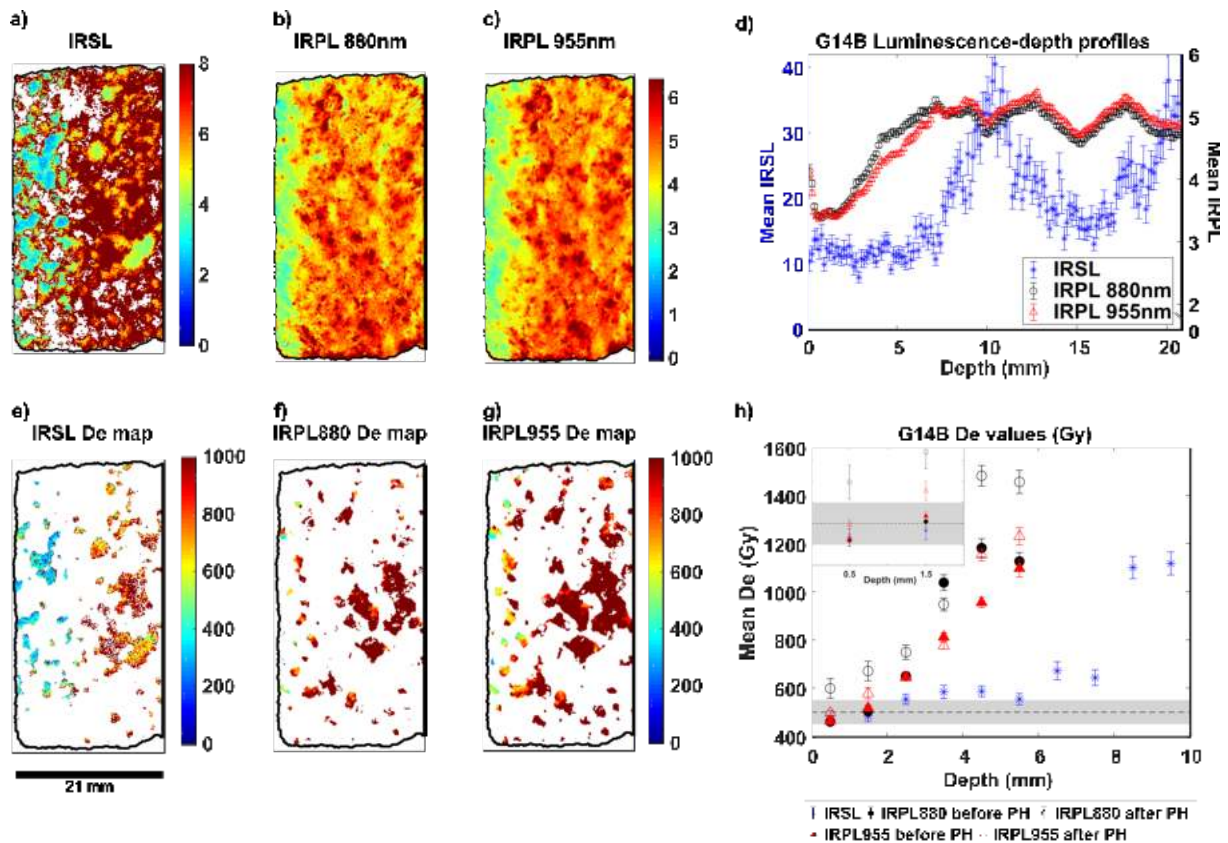 a)
IRSL
8
6
4
2
0
b)
IRPL 880nm
c)
IRPL 955nm
6
5
4
3
2
1
0
d)
G14B Luminescence-depth profiles
40
30
20
10
0
Mean IRSL
6
5
4
3
2
0
Mean IRPL
0 5 10 15 20
Depth (mm)
IRSL
IRPL 880nm
IRPL 955nm
e)
IRSL De map
1000
800
600
400
200
0
21 mm
f)
IRPL880 De map
g)
IRPL955 De map
1000
800
600
400
200
0
h)
G14B De values (Gy)
1600
1400
1200
1000
800
600
400
Mean De (Gy)
0.5 1.5
Depth (mm)
0 2 4 6 8 10
Depth (mm)
IRSL IRPL880 before PH IRPL880 after PH
IRPL955 before PH IRPL955 after PH